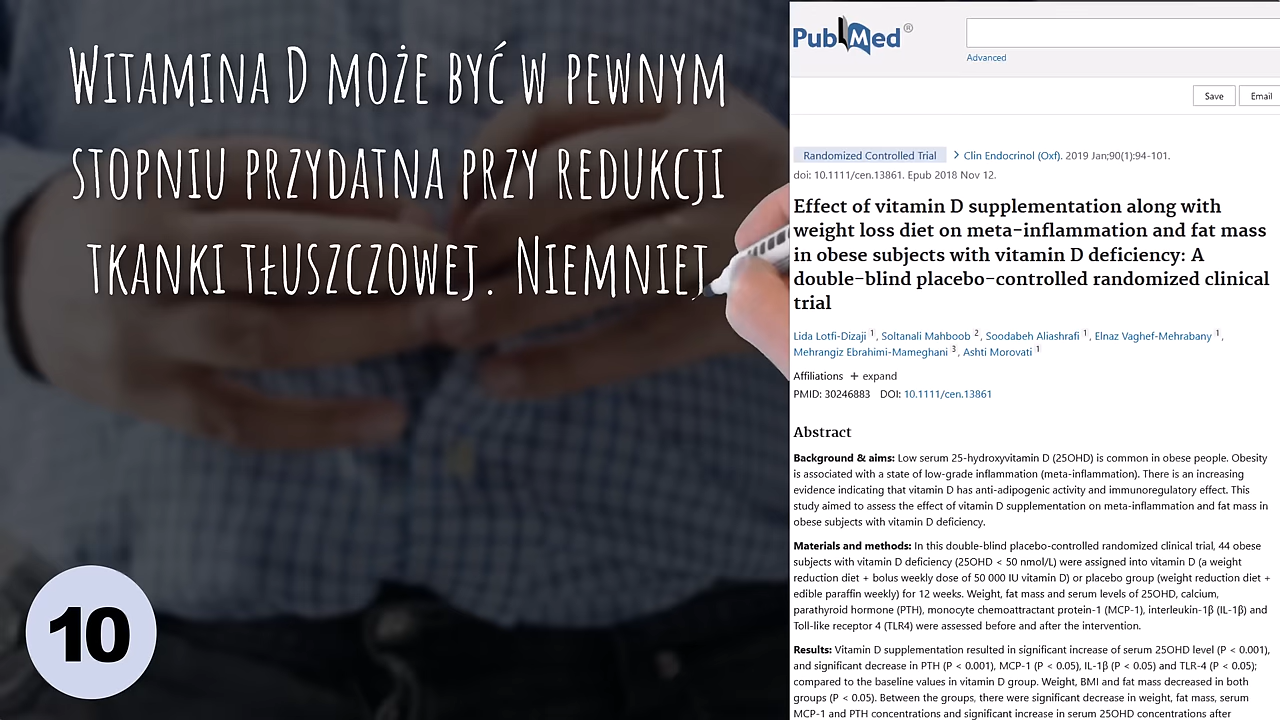 Witamina D może być w pewnym
stopniu przydatna przy redukcji
tkanki tłuszczowej. Niemniej
10
PubMed®
Advanced
Save
Email
Randomized Controlled Trial > Clin Endocrinol (Oxf). 2019 Jan;90(1):94-101.
doi: 10.1111/cen.13861. Epub 2018 Nov 12.
Effect of vitamin D supplementation along with
weight loss diet on meta-inflammation and fat mass
in obese subjects with vitamin D deficiency: A
double-blind placebo-controlled randomized clinical
trial
Lida Lotfi-Dizaji 1, Soltanali Mahboob 2, Soodabeh Aliashrafi 1, Elnaz Vaghef-Mehrabany 1,
Mehrangiz Ebrahimi-Mameghani 3, Ashti Morovati 1
Affiliations + expand
PMID: 30246883 DOI: 10.1111/cen.13861
Abstract
Background & aims: Low serum 25-hydroxyvitamin D (25OHD) is common in obese people. Obesity
is associated with a state of low-grade inflammation (meta-inflammation). There is an increasing
evidence indicating that vitamin D has anti-adipogenic activity and immunoregulatory effect. This
study aimed to assess the effect of vitamin D supplementation on meta-inflammation and fat mass in
obese subjects with vitamin D deficiency.
Materials and methods: In this double-blind placebo-controlled randomized clinical trial, 44 obese
subjects with vitamin D deficiency (25OHD < 50 nmol/L) were assigned into vitamin D (a weight
reduction diet + bolus weekly dose of 50 000 IU vitamin D) or placebo group (weight reduction diet +
edible paraffin weekly) for 12 weeks. Weight, fat mass and serum levels of 25OHD, calcium,
parathyroid hormone (PTH), monocyte chemoattractant protein-1 (MCP-1), interleukin-1β (IL-1β) and
Toll-like receptor 4 (TLR4) were assessed before and after the intervention.
Results: Vitamin D supplementation resulted in significant increase of serum 25OHD level (P < 0.001),
and significant decrease in PTH (P < 0.001), MCP-1 (P < 0.05), IL-1β (P < 0.05) and TLR-4 (P < 0.05);
compared to the baseline values in vitamin D group. Weight, BMI and fat mass decreased in both
groups (P < 0.05). Between the groups, there were significant decrease in weight, fat mass, serum
MCP-1 and PTH concentrations and significant increase in serum 25OHD concentrations after